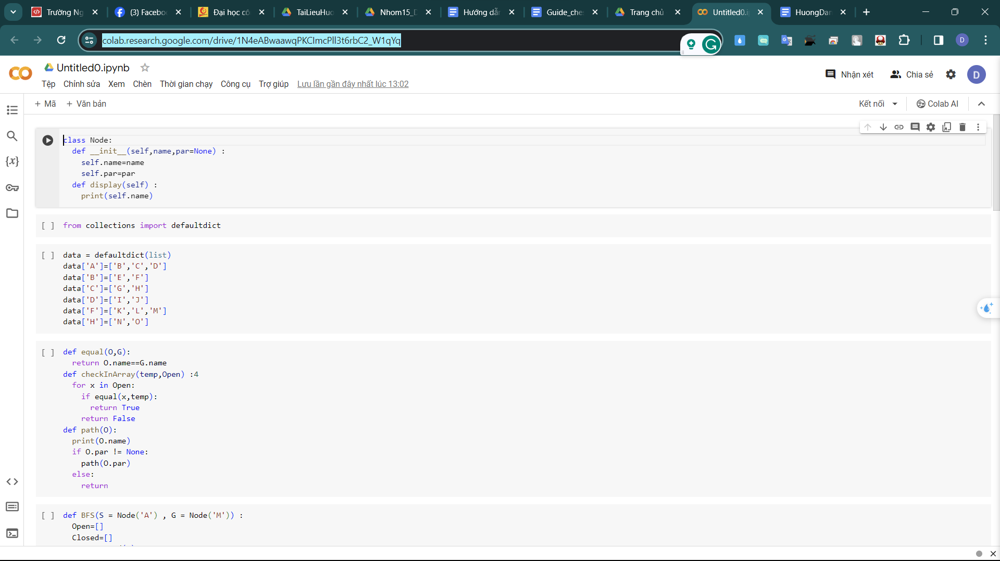 Trường Ng
(3) Facebo
Đại học cô
TaiLieuHuo
Nhom15_D
Hướng dẫn
Guide_che
Trang chủ
Untitled0.i
HuongDan
colab.research.google.com/drive/1N4eABwaawqPKCImcPll3t6rbC2_W1qYq
D
CO
Untitled0.ipynb
Tệp Chỉnh sửa Xem Chèn Thời gian chạy Công cụ Trợ giúp Lưu lần gần đây nhất lúc 13:02
Nhận xét
Chia sẻ
D
+ Mã + Văn bản
Kết nối
Colab AI
class Node:
  def __init__(self,name,par=None) :
    self.name=name
    self.par=par
  def display(self) :
    print(self.name)
[ ] from collections import defaultdict
[ ] data = defaultdict(list)
data['A']=['B','C','D']
data['B']=['E','F']
data['C']=['G','H']
data['D']=['I','J']
data['F']=['K','L','M']
data['H']=['N','O']
[ ] def equal(O,G):
  return O.name==G.name
def checkInArray(temp,Open) :4
  for x in Open:
    if equal(x,temp):
      return True
    return False
def path(O):
  print(O.name)
  if O.par != None:
    path(O.par)
  else:
    return
[ ] def BFS(S = Node('A') , G = Node('M')) :
  Open=[]
  Closed=[]